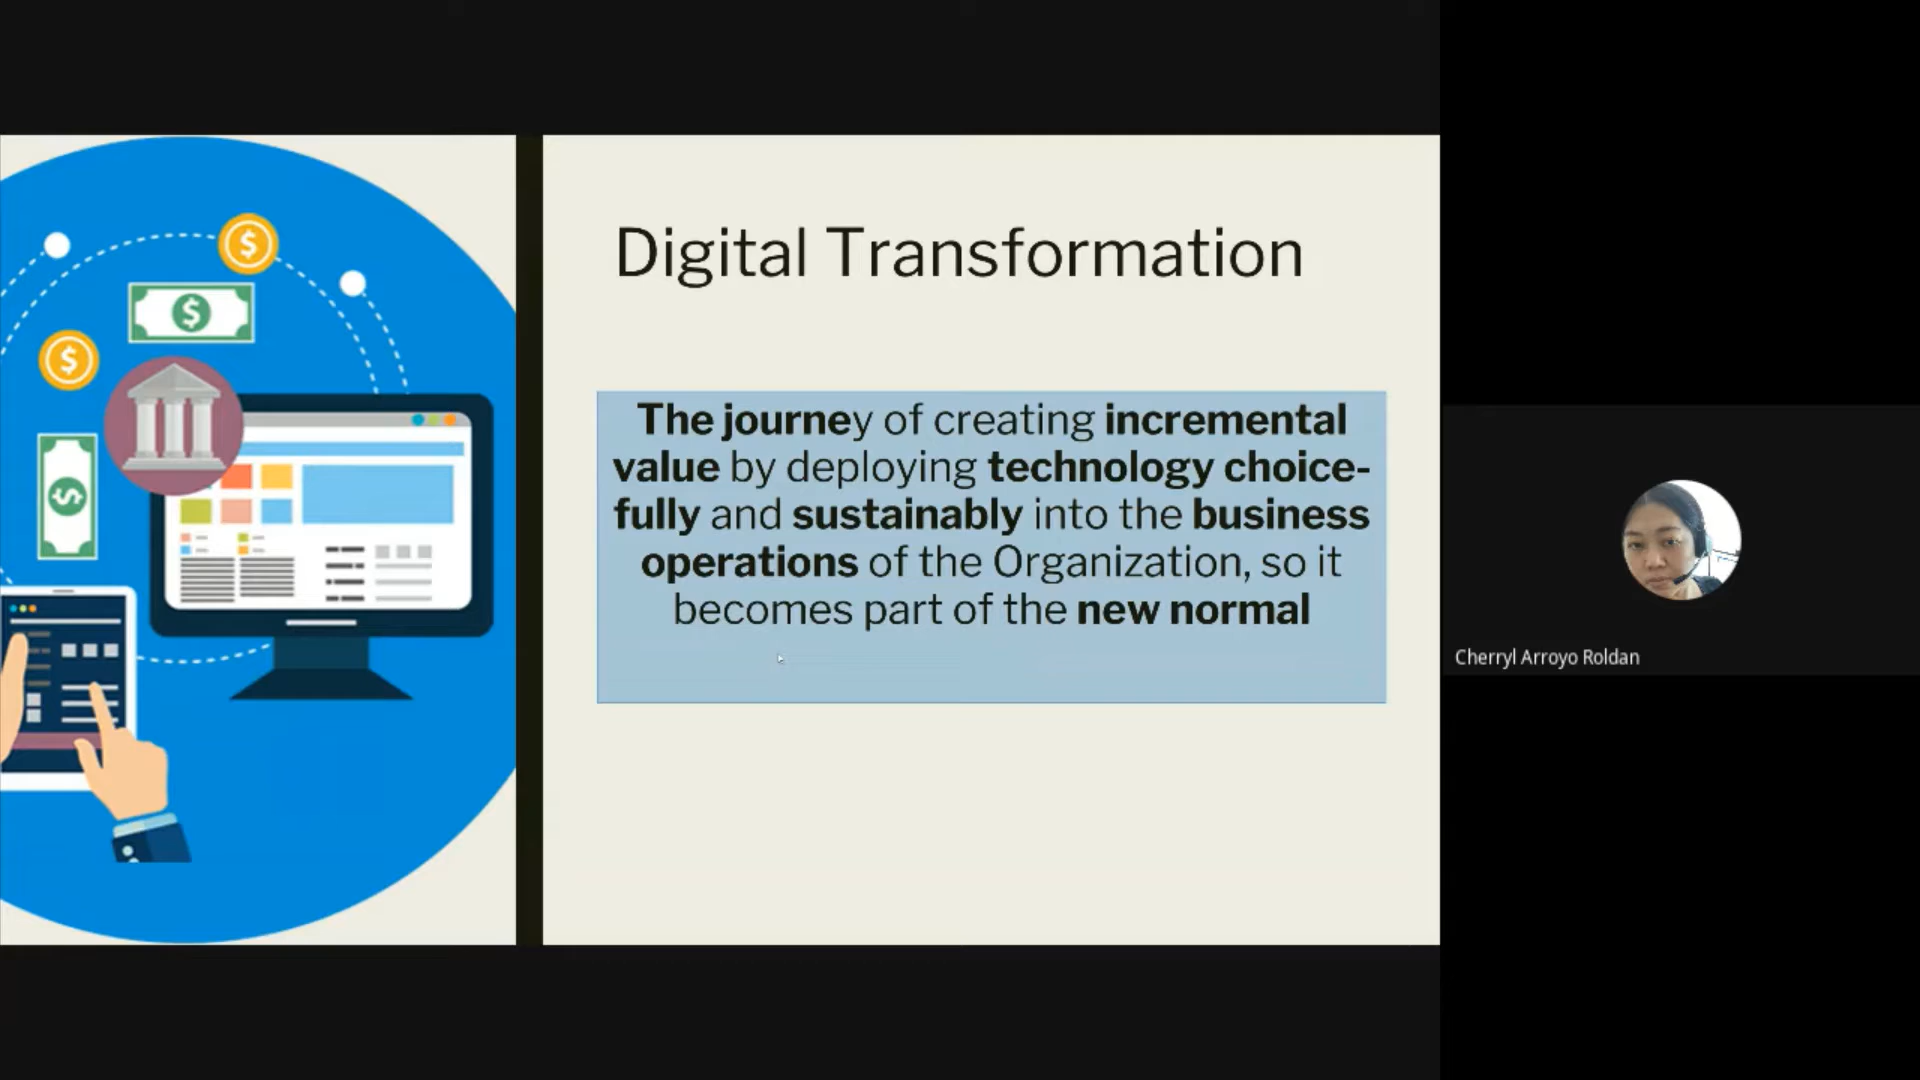 Digital Transformation
The journey of creating incremental
value by deploying technology choice-
fully and sustainably into the business
operations of the Organization, so it
becomes part of the new normal
Cherryl Arroyo Roldan